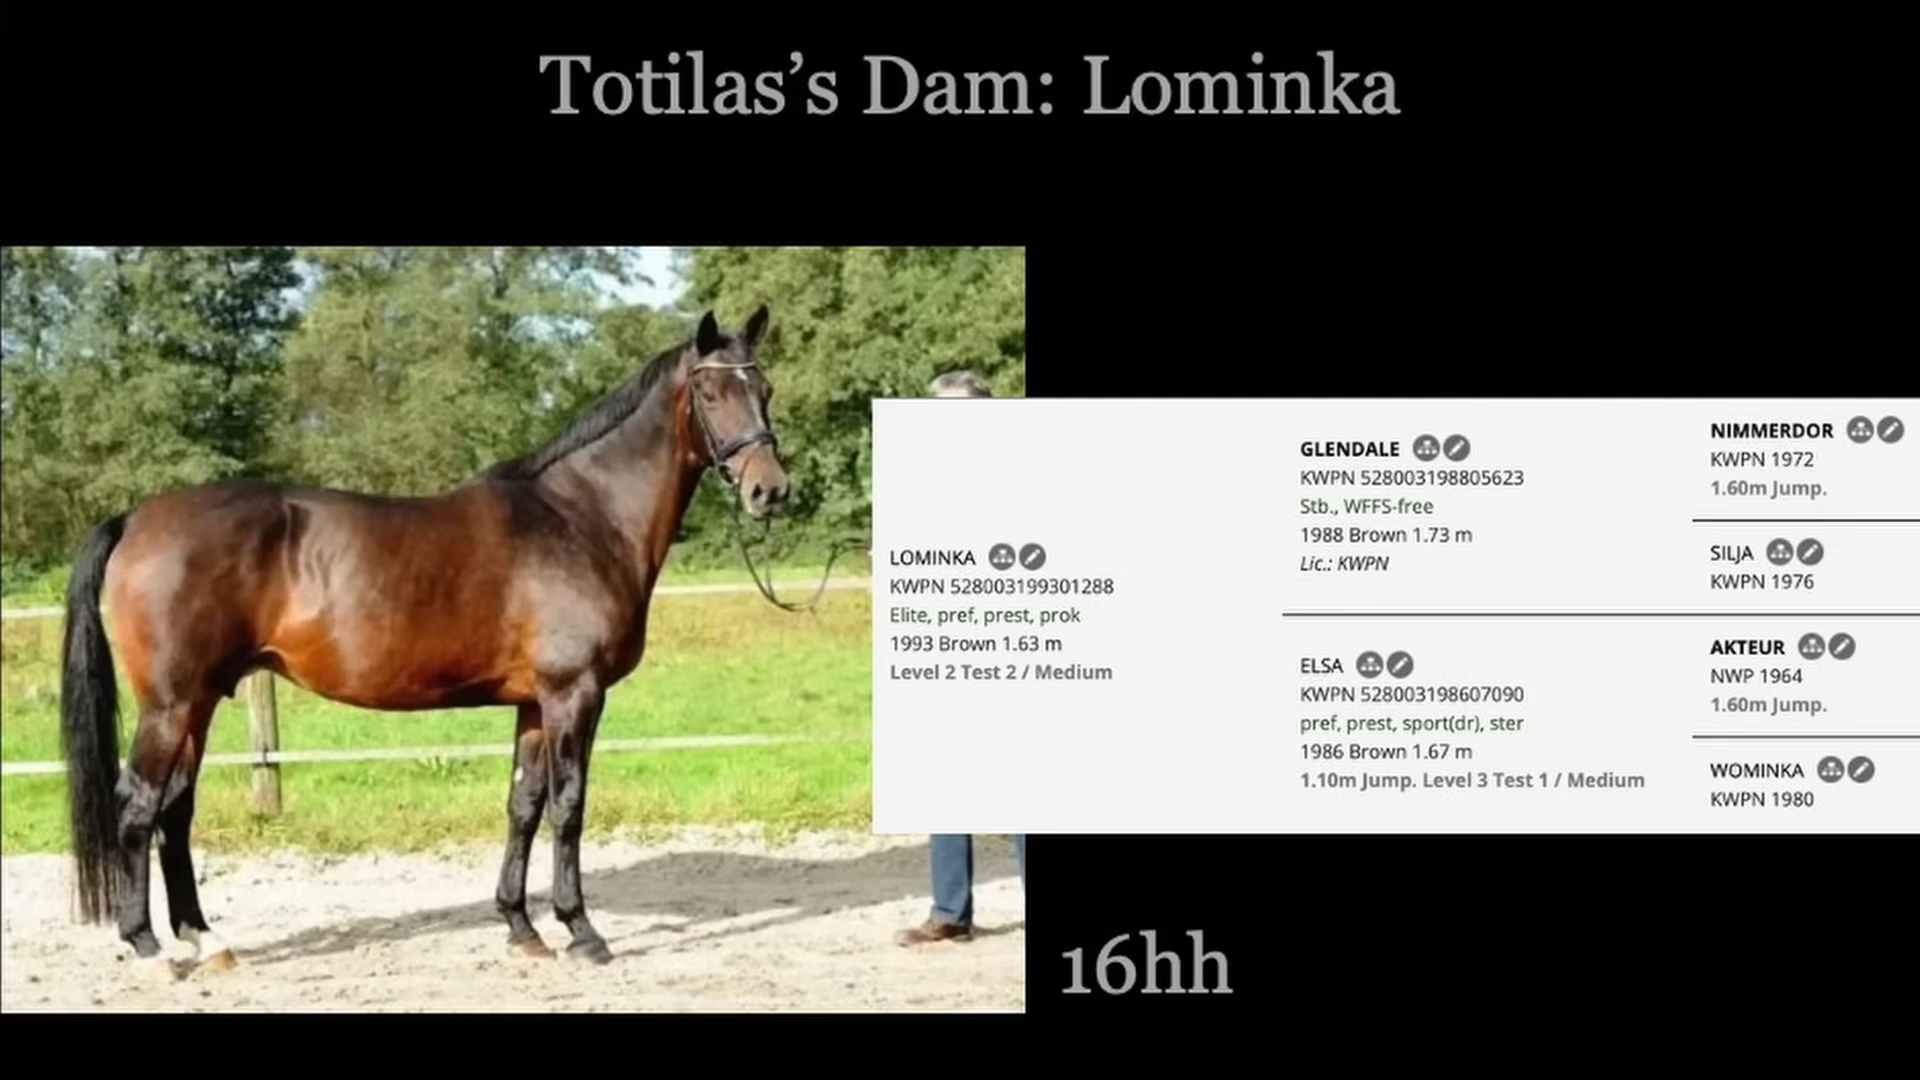 Totilas’s Dam: Lominka
LOMINKA
KWPN 528003199301288
Elite, pref, prest, prok
1993 Brown 1.63 m
Level 2 Test 2 / Medium
GLENDALE
KWPN 528003198805623
Stb., WFFS-free
1988 Brown 1.73 m
Lic.: KWPN
ELSA
KWPN 528003198607090
pref, prest, sport(dr), ster
1986 Brown 1.67 m
1.10m Jump. Level 3 Test 1 / Medium
NIMMERDOR
KWPN 1972
1.60m Jump.
SILJA
KWPN 1976
AKTEUR
NWP 1964
1.60m Jump.
WOMINKA
KWPN 1980
16hh